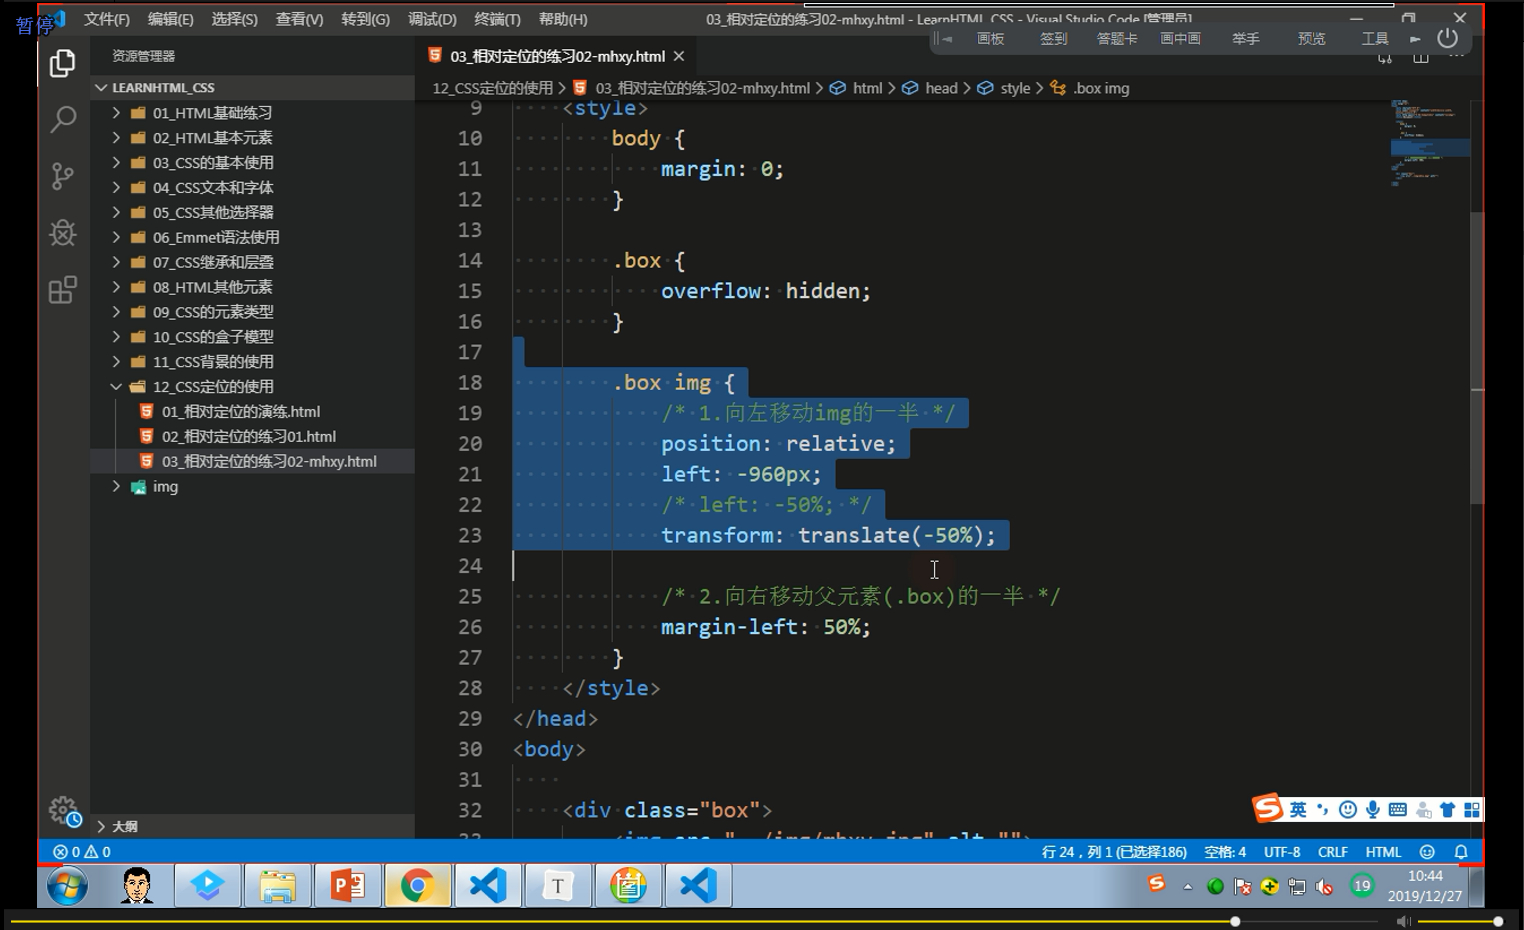 暂停
文件(F) 编辑(E) 选择(S) 查看(V) 转到(G) 调试(D) 终端(T) 帮助(H)
03_相对定位的练习02-mhxy.html - LearnHTML_CSS - Visual Studio Code [管理员]
画板 签到 答题卡 画中画 举手 预览 工具
资源管理器
03_相对定位的练习02-mhxy.html
LEARNHTML_CSS
12_CSS定位的使用 > 03_相对定位的练习02-mhxy.html > html > head > style > .box img
01_HTML基础练习
02_HTML基本元素
03_CSS的基本使用
04_CSS文本和字体
05_CSS其他选择器
06_Emmet语法使用
07_CSS继承和层叠
08_HTML其他元素
09_CSS的元素类型
10_CSS的盒子模型
11_CSS背景的使用
12_CSS定位的使用
01_相对定位的演练.html
02_相对定位的练习01.html
03_相对定位的练习02-mhxy.html
img
大纲
9 <style>
10 body {
11 margin: 0;
12 }
13
14 .box {
15 overflow: hidden;
16 }
17
18 .box img {
19 /* 1.向左移动img的一半 */
20 position: relative;
21 left: -960px;
22 /* left: -50%; */
23 transform: translate(-50%);
24
25 /* 2.向右移动父元素(.box)的一半 */
26 margin-left: 50%;
27 }
28 </style>
29 </head>
30 <body>
31
32 <div class="box">
33 <img src="../img/mhxy.jpg" alt="">
英
0 0
行 24，列 1 (已选择186) 空格: 4 UTF-8 CRLF HTML
T
19
10:44
2019/12/27